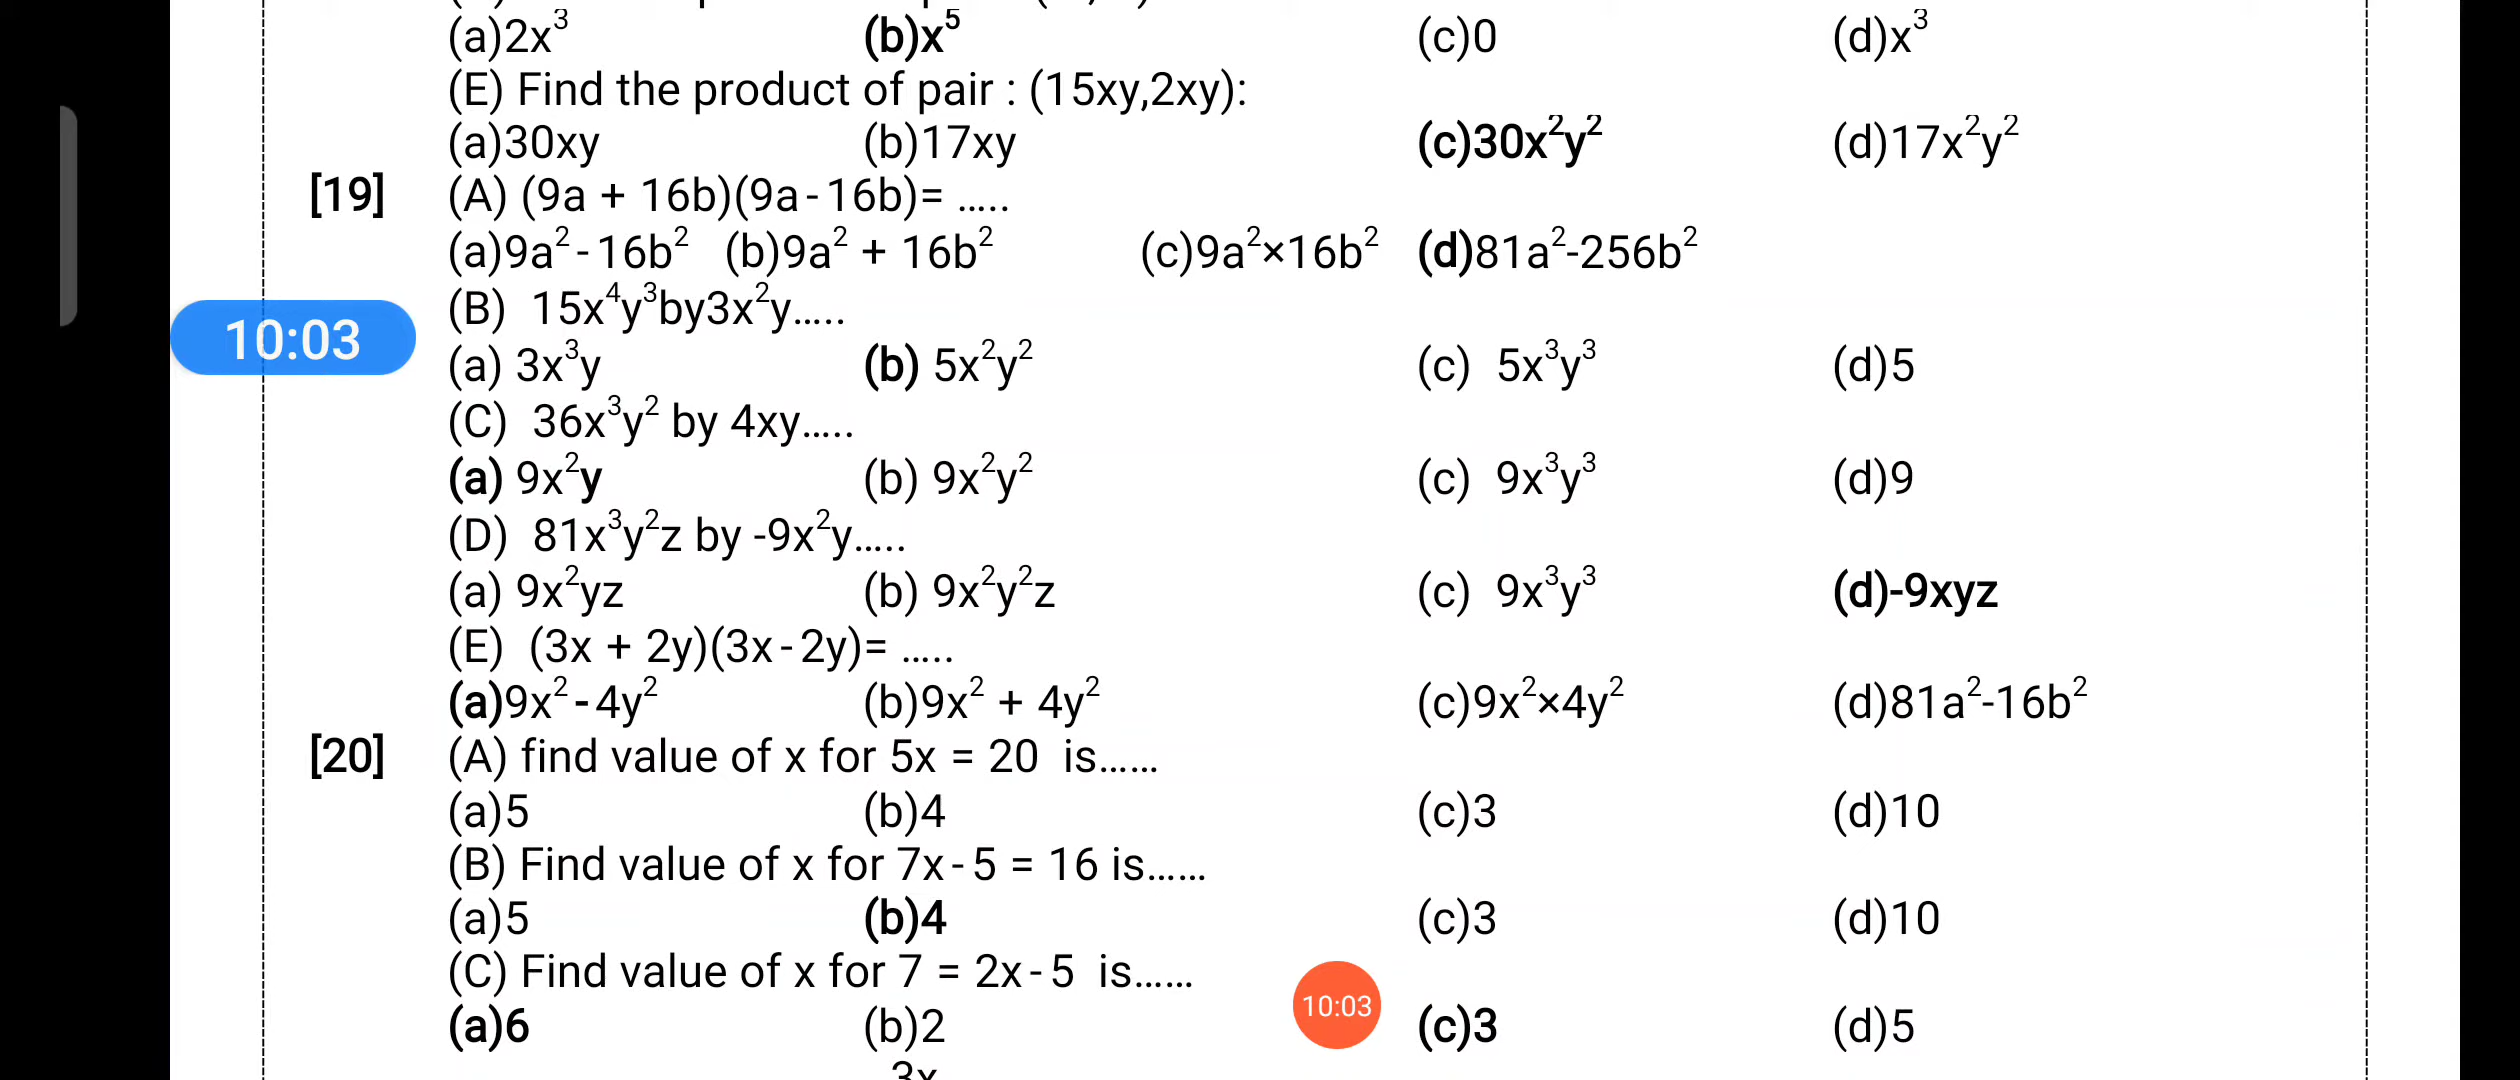 (a)2x³ (b)x⁵ (c)0 (d)x³
(E) Find the product of pair : (15xy,2xy):
(a)30xy (b)17xy (c)30x²y² (d)17x²y²
[19] (A) (9a + 16b)(9a - 16b)= .....
(a)9a² - 16b² (b)9a² + 16b² (c)9a²×16b² (d)81a²-256b²
(B) 15x⁴y³by3x²y.....
10:03
(a) 3x³y (b) 5x²y² (c) 5x³y³ (d)5
(C) 36x³y² by 4xy.....
(a) 9x²y (b) 9x²y² (c) 9x³y³ (d)9
(D) 81x³y²z by -9x²y.....
(a) 9x²yz (b) 9x²y²z (c) 9x³y³ (d)-9xyz
(E) (3x + 2y)(3x - 2y)= .....
(a)9x² - 4y² (b)9x² + 4y² (c)9x²×4y² (d)81a²-16b²
[20] (A) find value of x for 5x = 20 is......
(a)5 (b)4 (c)3 (d)10
(B) Find value of x for 7x - 5 = 16 is......
(a)5 (b)4 (c)3 (d)10
(C) Find value of x for 7 = 2x - 5 is......
10:03
(a)6 (b)2 (c)3 (d)5
3x